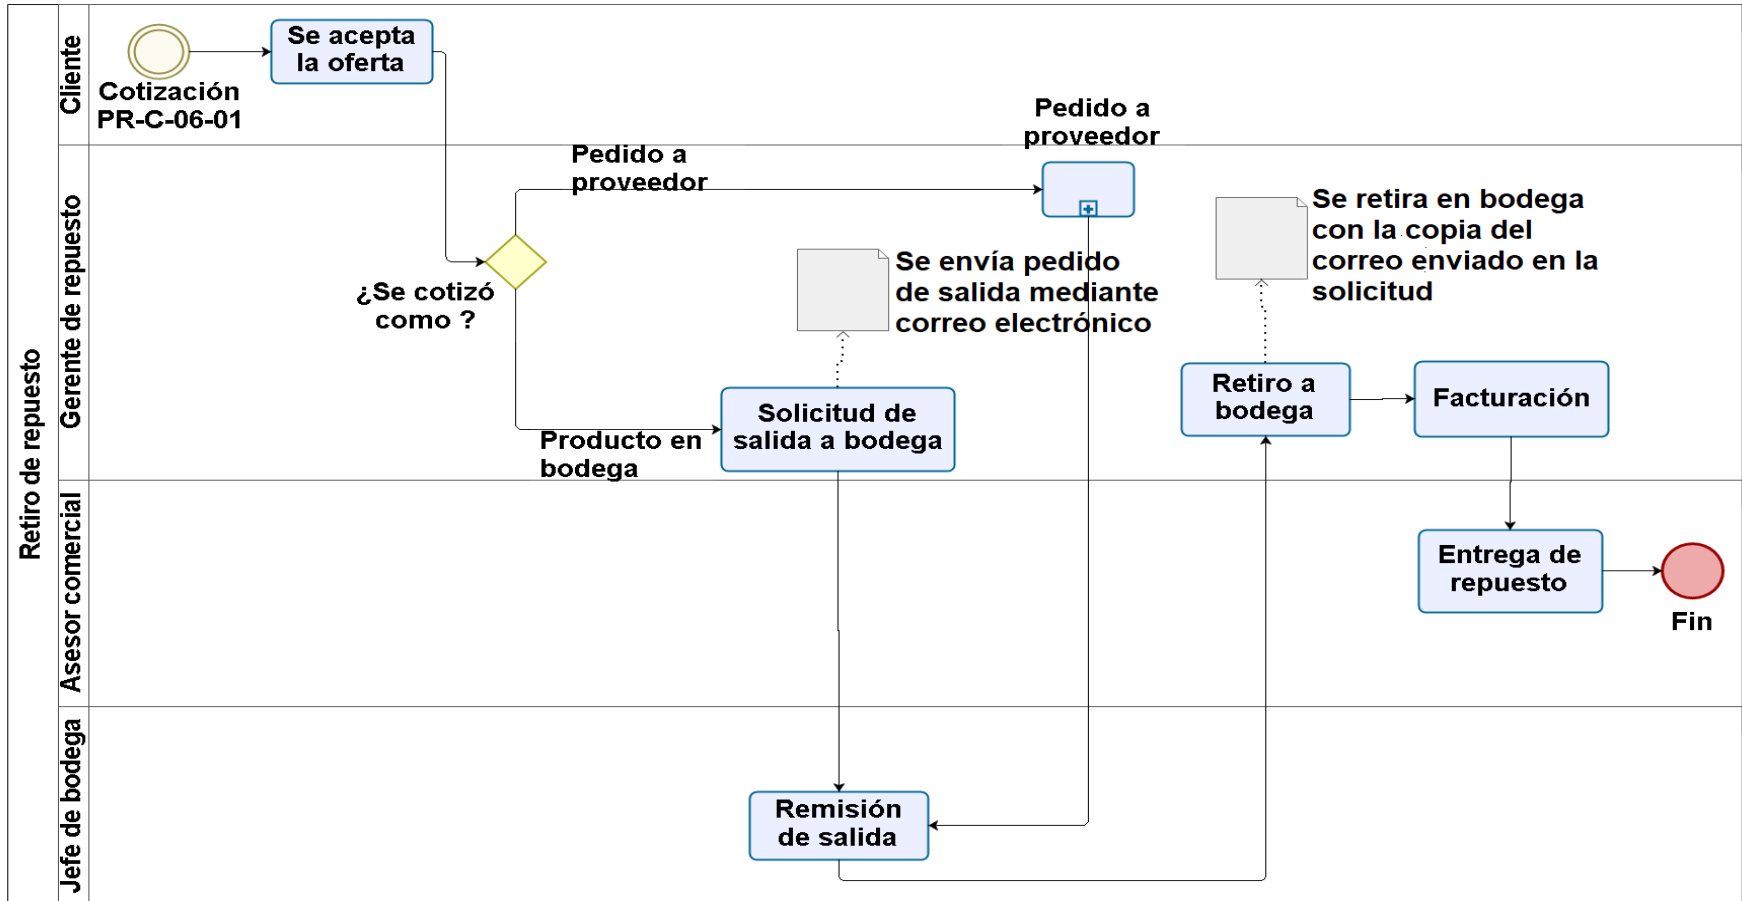 Retiro de repuesto
Cliente
Cotización
PR-C-06-01
Se acepta
la oferta
Pedido a
proveedor
Gerente de repuesto
Pedido a
proveedor
¿Se cotizó
como ?
Se envía pedido
de salida mediante
correo electrónico
Se retira en bodega
con la copia del
correo enviado en la
solicitud
Producto en
bodega
Solicitud de
salida a bodega
Retiro a
bodega
Facturación
Asesor comercial
Entrega de
repuesto
Fin
Jefe de bodega
Remisión
de salida